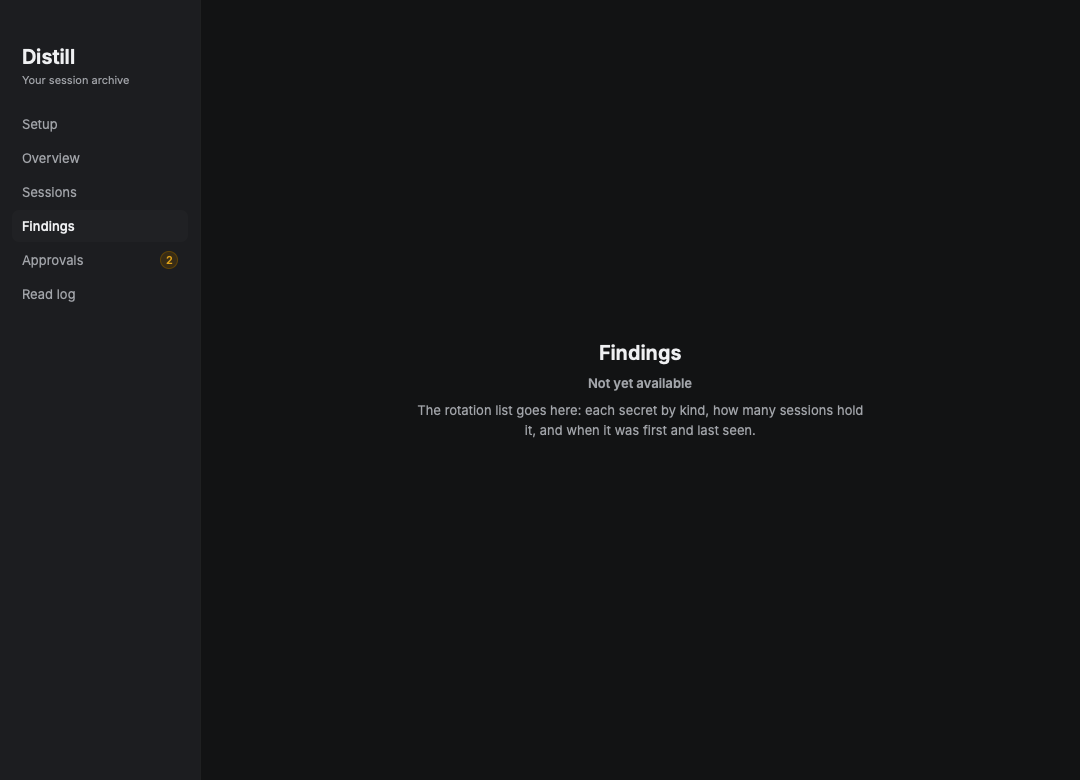 Distill
Your session archive
Setup
Overview
Sessions
Findings
Approvals 2
Read log
Findings
Not yet available
The rotation list goes here: each secret by kind, how many sessions hold
it, and when it was first and last seen.